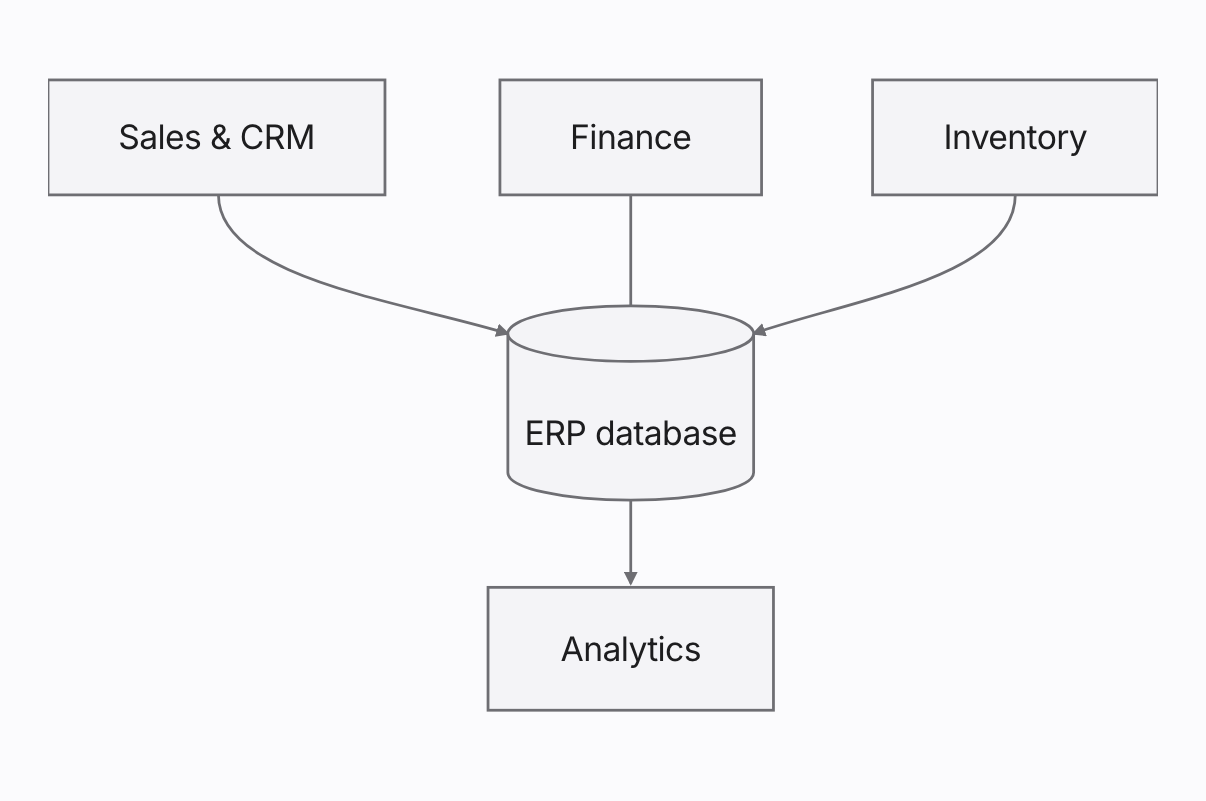 Sales & CRM
Finance
Inventory
ERP database
Analytics